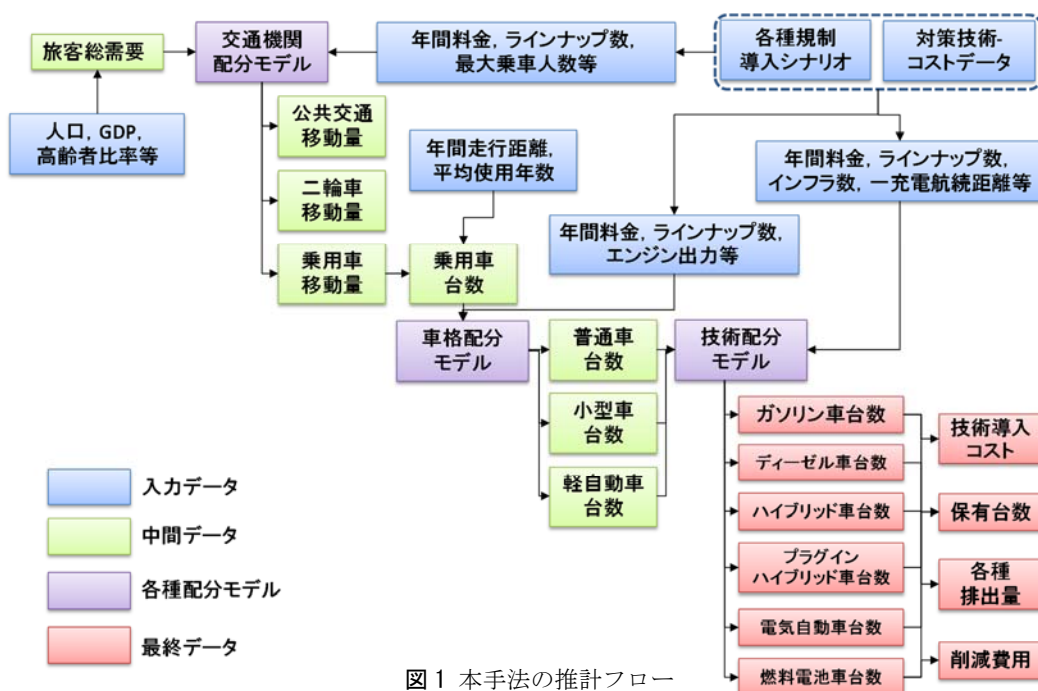 旅客総需要
交通機関
配分モデル
年間料金, ラインナップ数,
最大乗車人数等
各種規制
導入シナリオ
対策技術-
コストデータ
人口, GDP,
高齢者比率等
公共交通
移動量
年間走行距離,
平均使用年数
年間料金, ラインナップ数,
インフラ数, 一充電航続距離等
二輪車
移動量
乗用車
移動量
乗用車
台数
年間料金, ラインナップ数,
エンジン出力等
車格配分
モデル
普通車
台数
技術配分
モデル
小型車
台数
軽自動車
台数
ガソリン車台数
ディーゼル車台数
ハイブリッド車台数
プラグイン
ハイブリッド車台数
電気自動車台数
燃料電池車台数
技術導入
コスト
保有台数
各種
排出量
削減費用
入力データ
中間データ
各種配分モデル
最終データ
図1 本手法の推計フロー